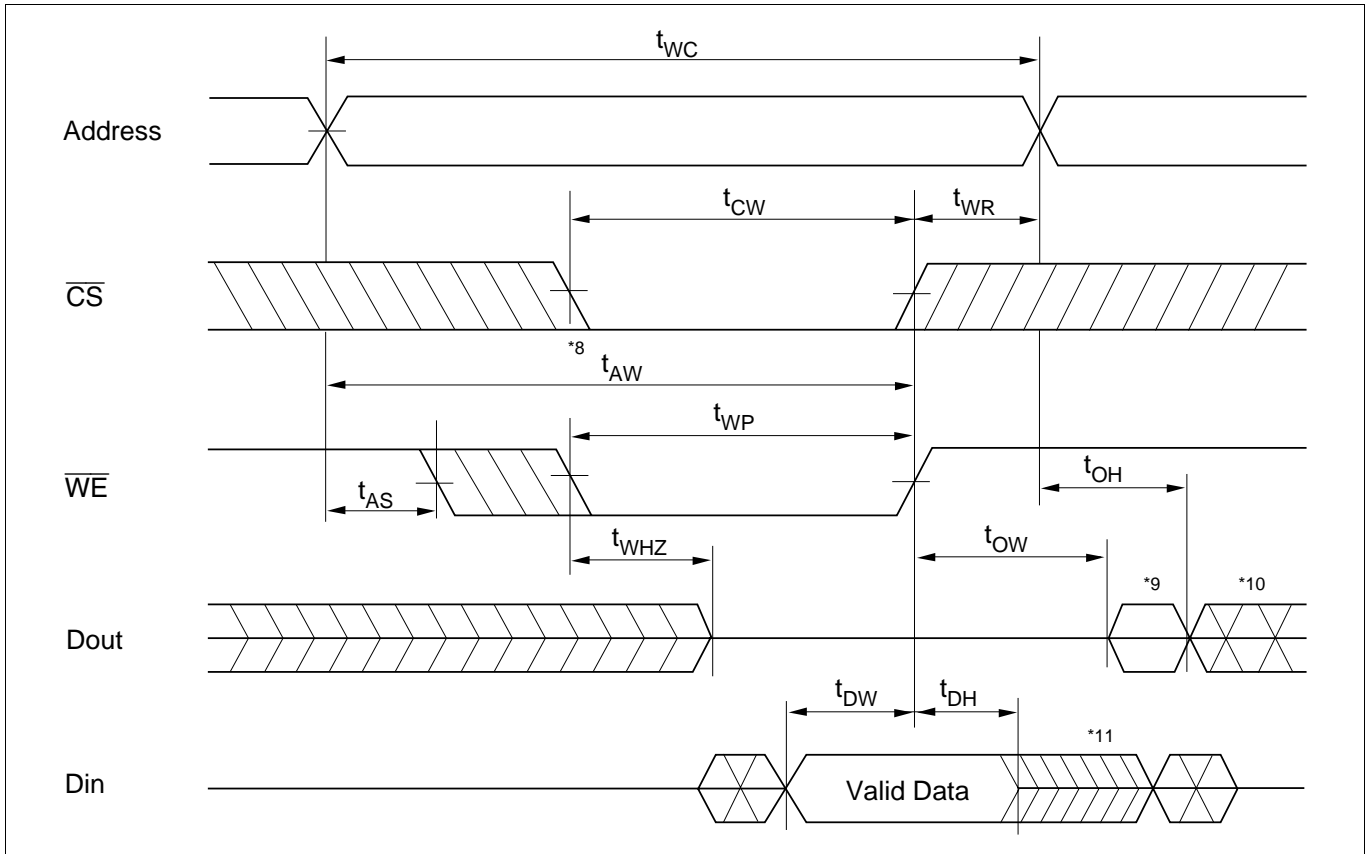 tWC
Address
tCW
tWR
CS
*8
tAW
tWP
WE
tAS
tOH
tWHZ
tOW
*9
*10
Dout
tDW
tDH
*11
Din
Valid Data